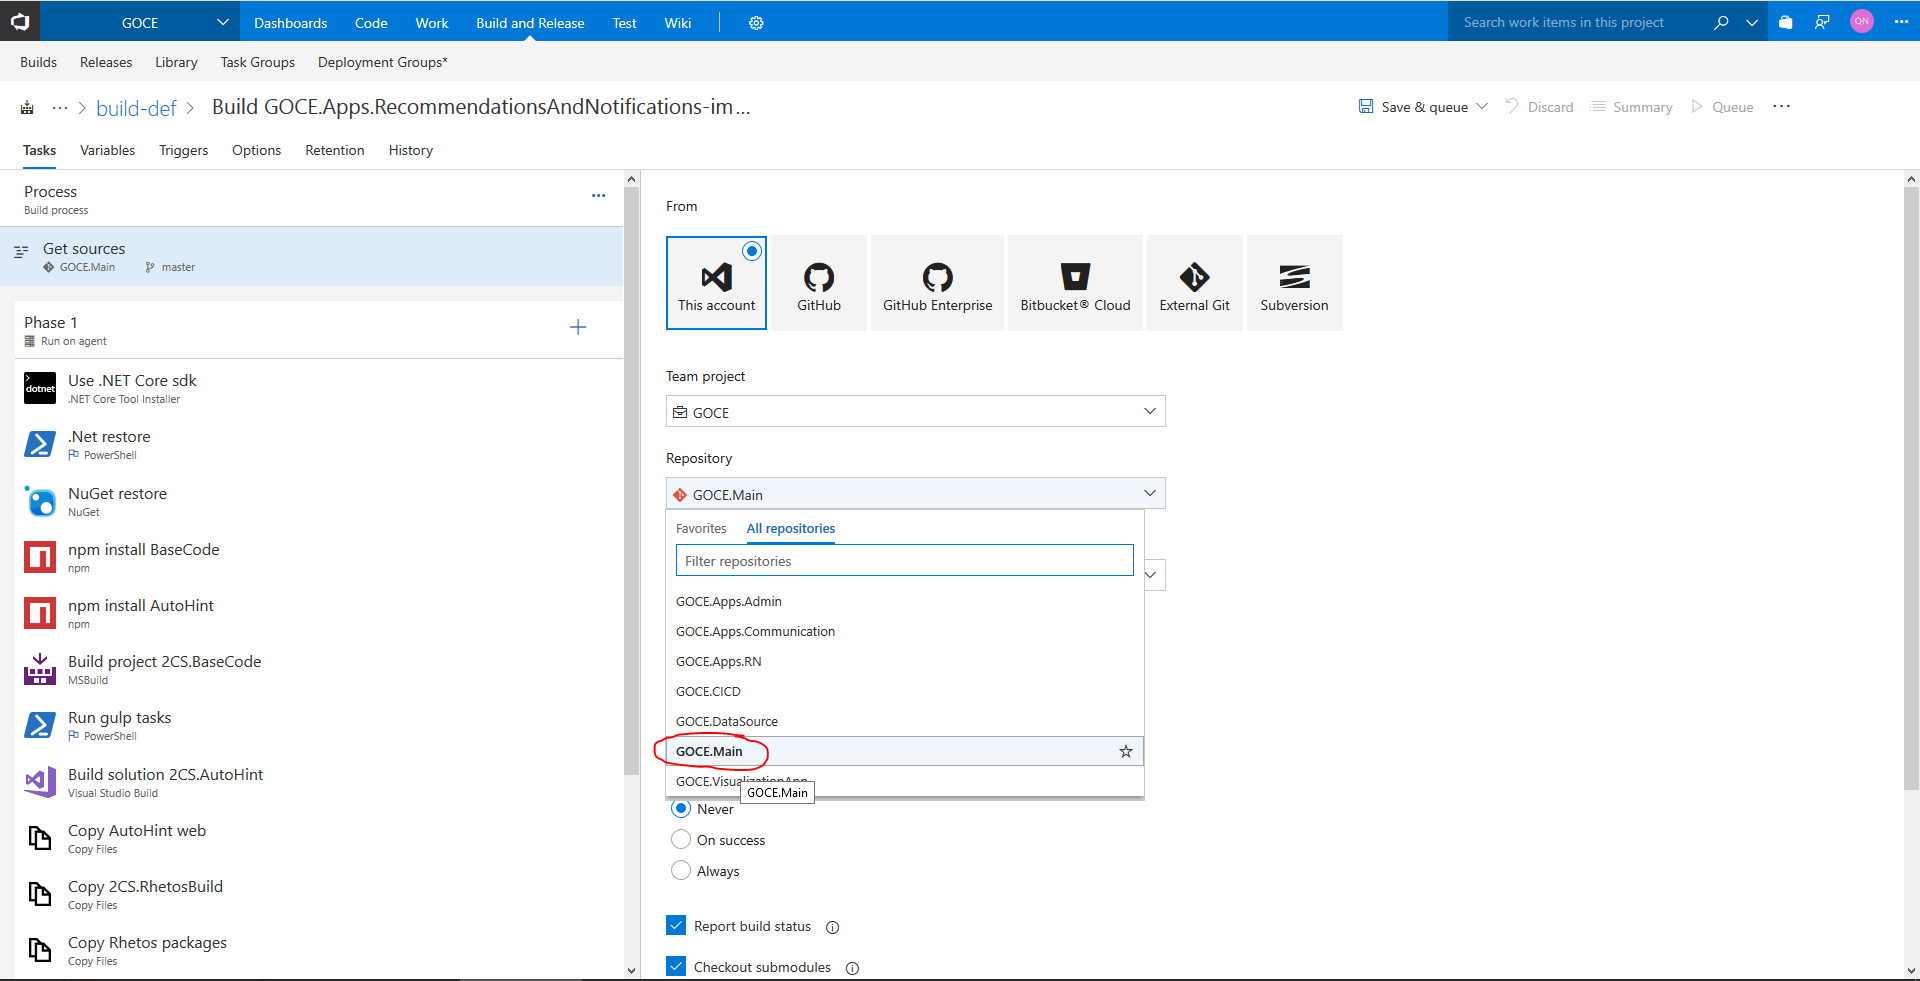 GOCE Dashboards Code Work Build and Release Test Wiki Search work items in this project QN
Builds Releases Library Task Groups Deployment Groups*
build-def Build GOCE.Apps.RecommendationsAndNotifications-im... Save & queue Discard Summary Queue
Tasks Variables Triggers Options Retention History
Process
Build process
Get sources
GOCE.Main master
Phase 1
Run on agent
dotnet
Use .NET Core sdk
.NET Core Tool Installer
.Net restore
PowerShell
NuGet restore
NuGet
npm install BaseCode
npm
npm install AutoHint
npm
Build project 2CS.BaseCode
MSBuild
Run gulp tasks
PowerShell
Build solution 2CS.AutoHint
Visual Studio Build
Copy AutoHint web
Copy Files
Copy 2CS.RhetosBuild
Copy Files
Copy Rhetos packages
Copy Files
From
This account GitHub GitHub Enterprise Bitbucket® Cloud External Git Subversion
Team project
GOCE
Repository
GOCE.Main
Favorites All repositories
Filter repositories
GOCE.Apps.Admin
GOCE.Apps.Communication
GOCE.Apps.RN
GOCE.CICD
GOCE.DataSource
GOCE.Main
GOCE.VisualizationApp
GOCE.Main
Never
On success
Always
Report build status
Checkout submodules